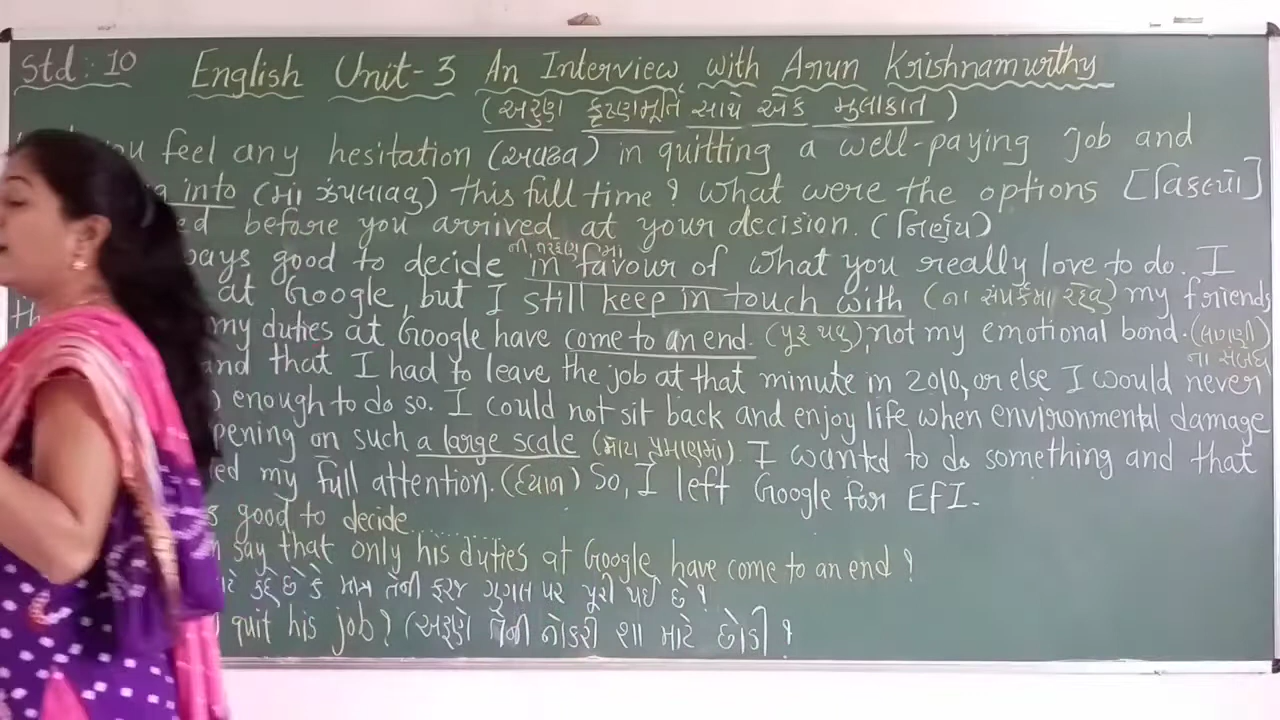 Std:- 10 English Unit-3 An Interview with Arun Krishnamurthy
(અરુણ કૃષ્ણમૂર્તિ સાથે એક મુલાકાત)
feel any hesitation (અવઢવ) in quitting a well-paying job and
into (માં ઝંપલાવવુ) this full time? What were the options [વિકલ્પો]
before you arrived at your decision. (નિર્ણય)
good to decide in favour of what you really love to do. I
at Google, but I still keep in touch with (ના સંપર્કમાં રહેવુ) my friends
my duties at Google have come to an end. (પૂરૂ થવુ), not my emotional bond. (લાગણી
ના સંબંધ
and that I had to leave the job at that minute in 2010, or else I would never
enough to do so. I could not sit back and enjoy life when environmental damage
on such a large scale (મોટા પ્રમાણમાં). I wanted to do something and that
my full attention. (ધ્યાન) So, I left Google for EFI.
good to decide..............
say that only his duties at Google have come to an end?
કહે છે કે માત્ર તેની ફરજ ગુગલ પર પૂરી થઈ છે?
quit his job? (અરૂણે તેની નોકરી શા માટે છોડી?